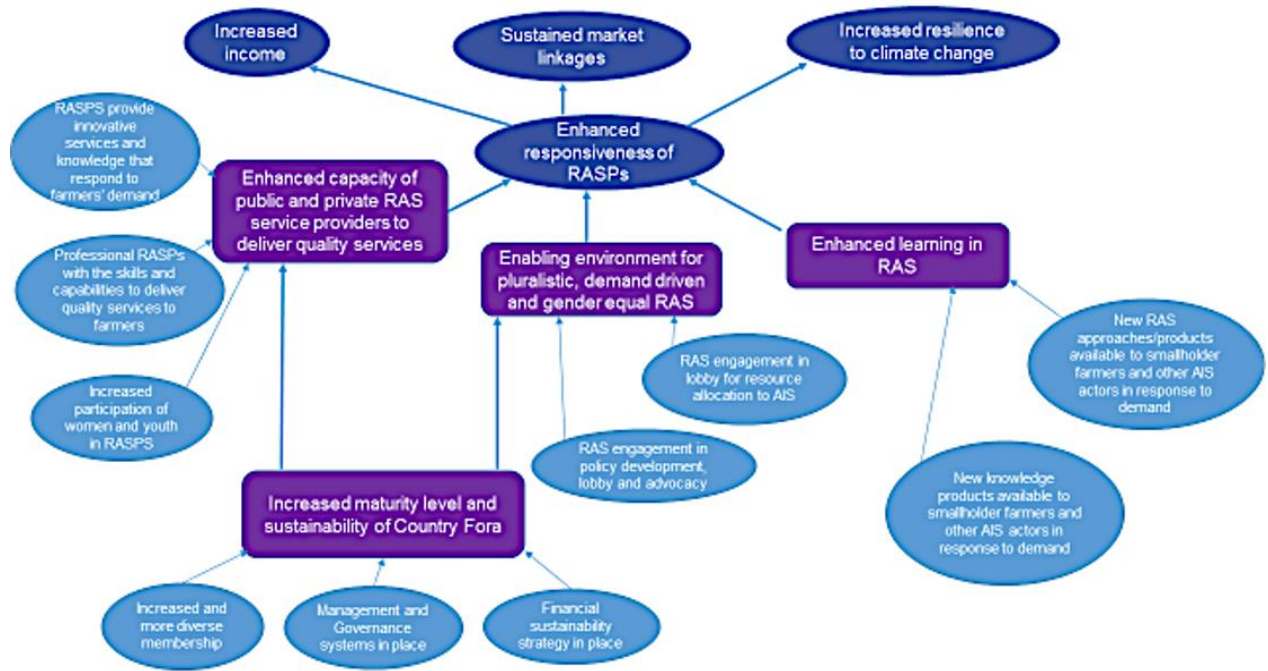 Increased
income
Sustained market
linkages
Increased resilience
to climate change
RASPS provide
innovative
services and
knowledge that
respond to
farmers' demand
Enhanced
responsiveness of
RASPs
Enhanced capacity of
public and private RAS
service providers to
deliver quality services
Enabling environment for
pluralistic, demand driven
and gender equal RAS
Enhanced learning in
RAS
Professional RASPs
with the skills and
capabilities to deliver
quality services to
farmers
RAS engagement in
lobby for resource
allocation to AIS
New RAS
approaches/products
available to smallholder
farmers and other AIS
actors in response to
demand
Increased
participation of
women and youth
in RASPS
RAS engagement in
policy development,
lobby and advocacy
Increased maturity level and
sustainability of Country Fora
New knowledge
products available to
smallholder farmers and
other AIS actors in
response to demand
Increased and
more diverse
membership
Management and
Governance
systems in place
Financial
sustainability
strategy in place